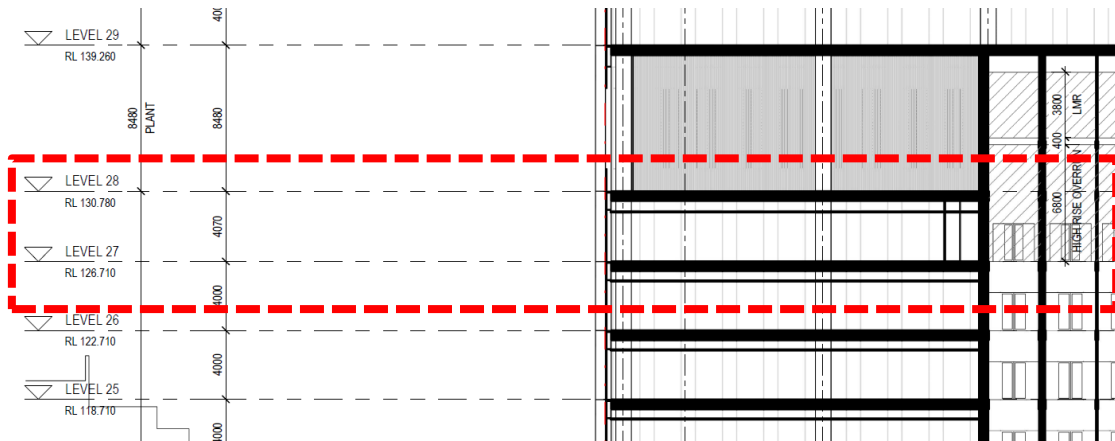 LEVEL 29
RL 139.260
8480
PLANT
8480
3800
LMR
400
LEVEL 28
RL 130.780
4070
6800
HIGH RISE OVERRUN
LEVEL 27
RL 126.710
4000
LEVEL 26
RL 122.710
4000
LEVEL 25
RL 118.710
4000